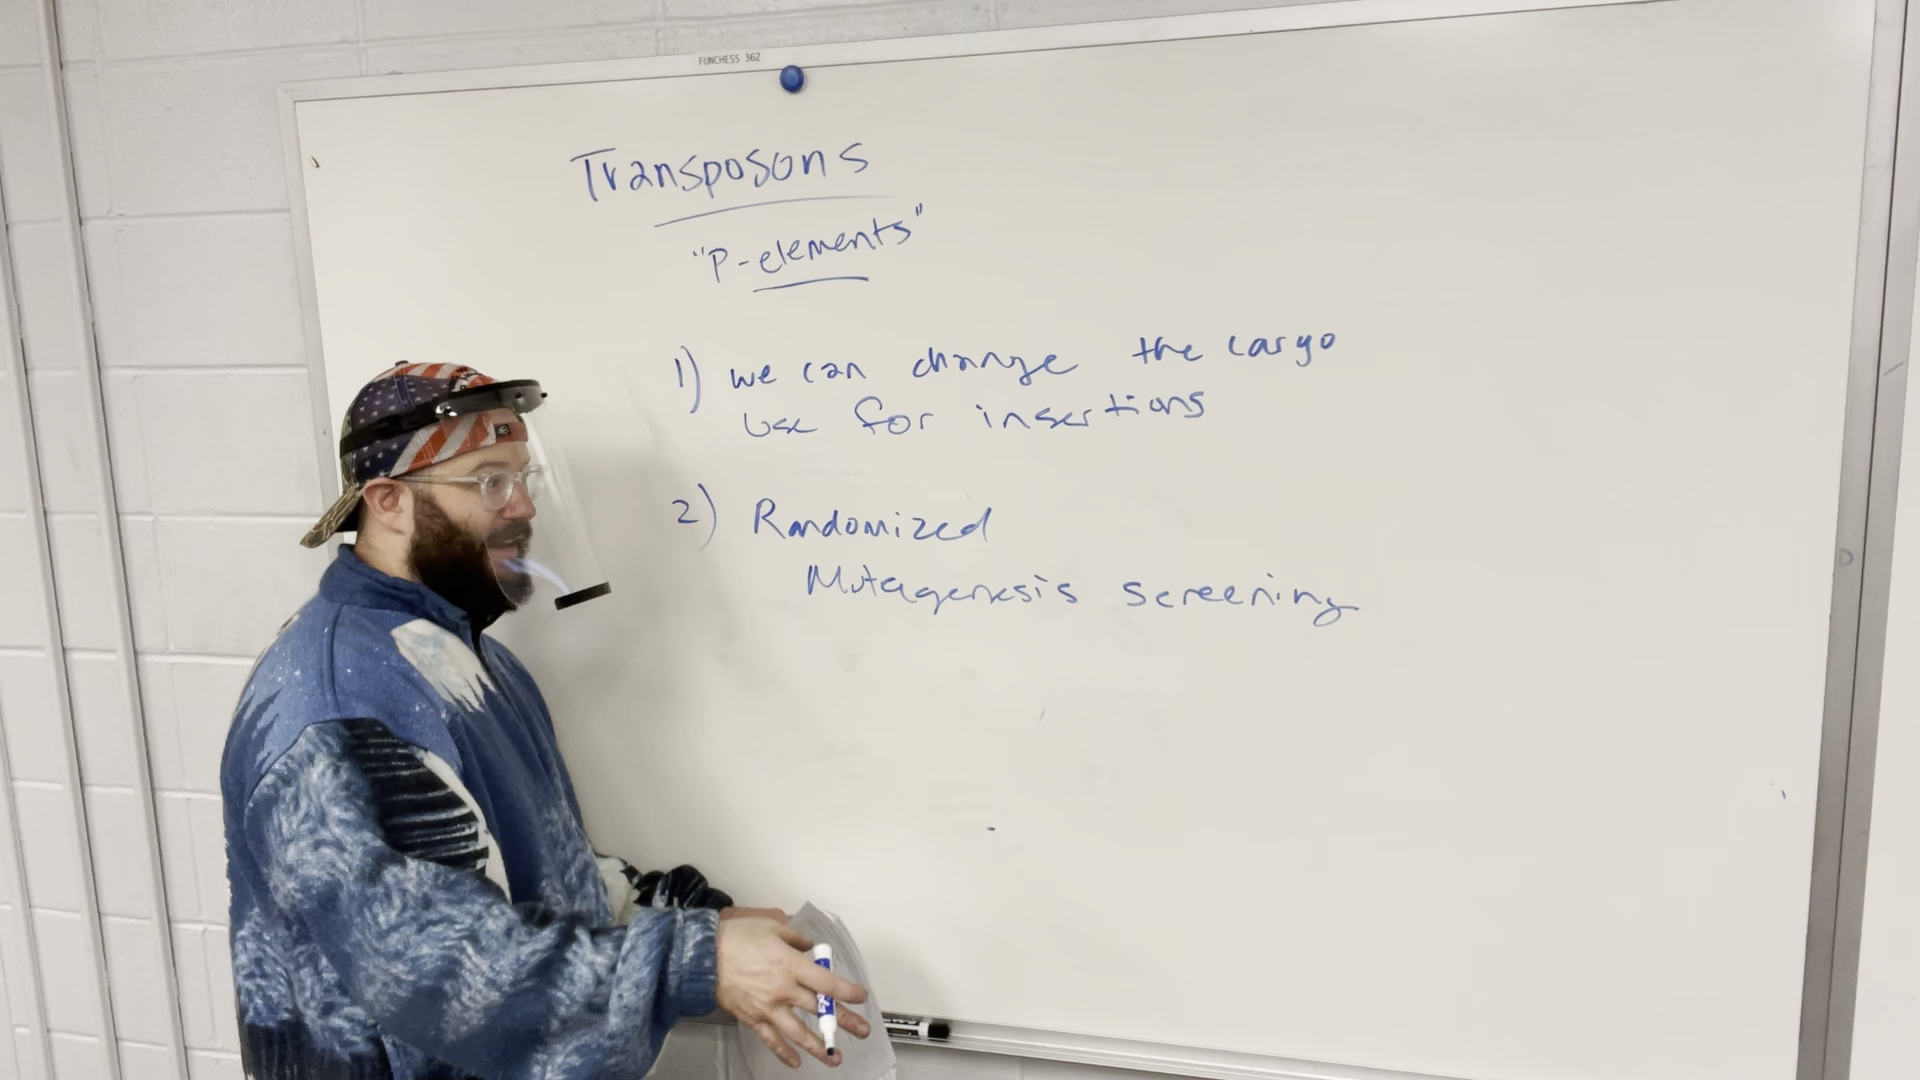 FUNCHESS 362
Transposons
"P-elements"
1) we can change the cargo
use for insertions
2) Randomized
Mutagenesis screening